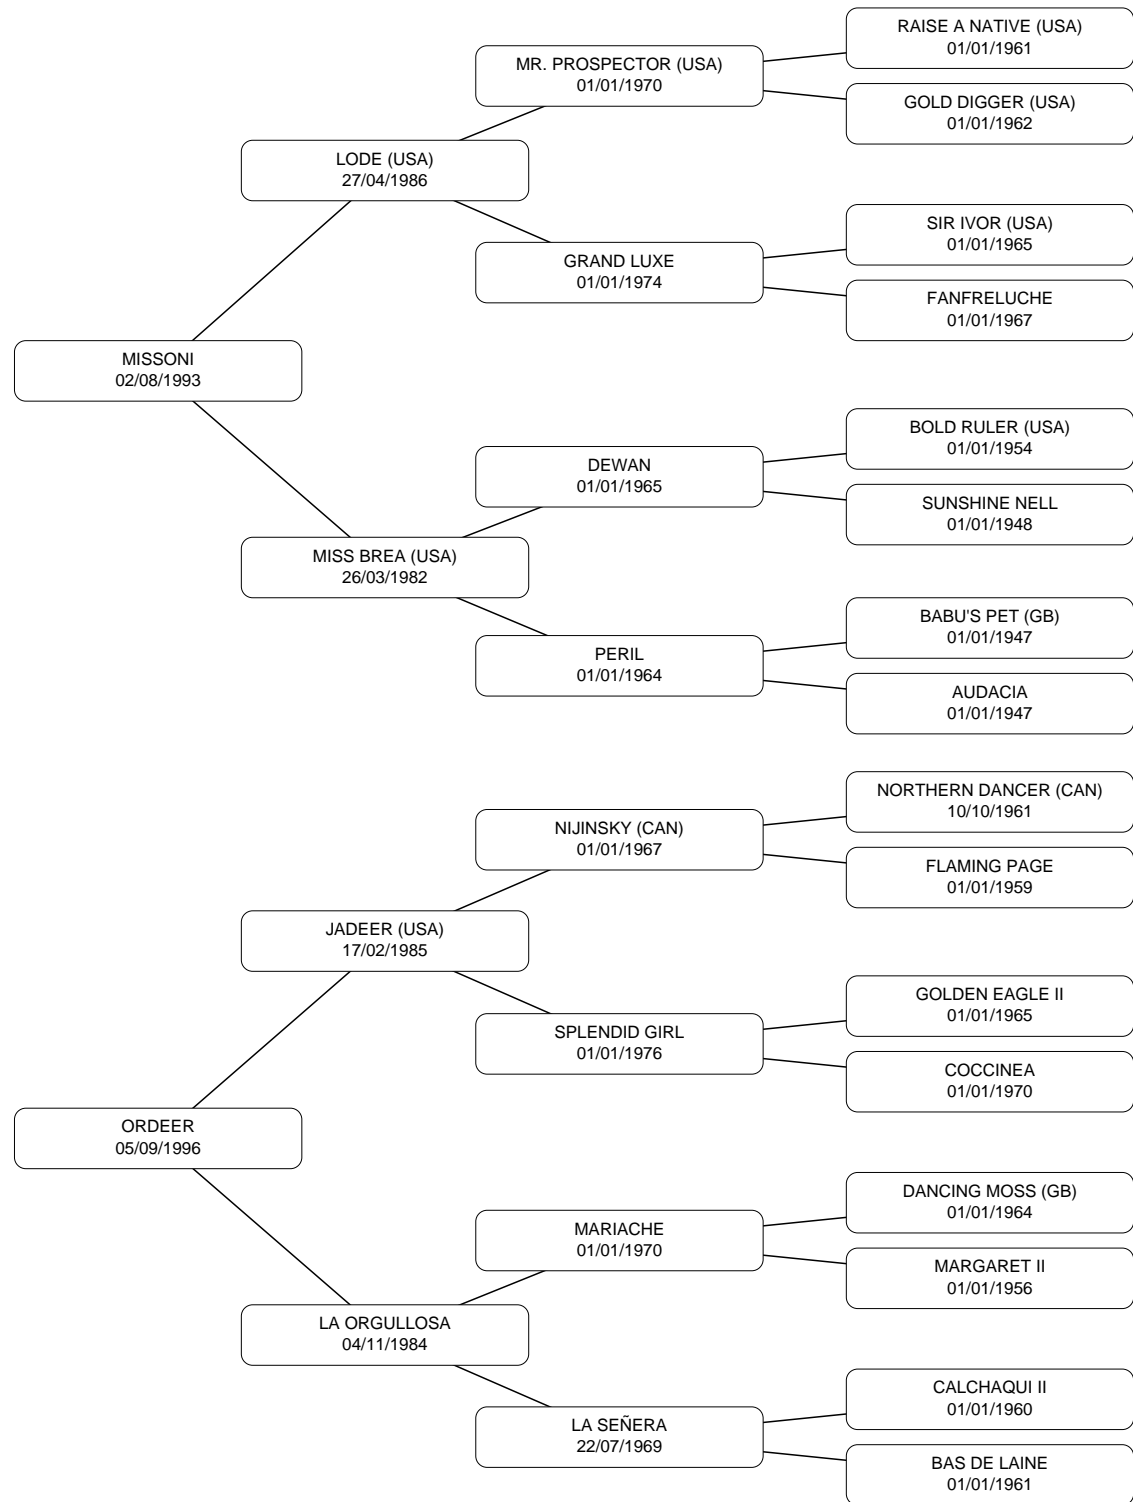 RAISE A NATIVE (USA)
01/01/1961
MR. PROSPECTOR (USA)
01/01/1970
GOLD DIGGER (USA)
01/01/1962
LODE (USA)
27/04/1986
SIR IVOR (USA)
01/01/1965
GRAND LUXE
01/01/1974
FANFRELUCHE
01/01/1967
MISSONI
02/08/1993
BOLD RULER (USA)
01/01/1954
DEWAN
01/01/1965
SUNSHINE NELL
01/01/1948
MISS BREA (USA)
26/03/1982
BABU'S PET (GB)
01/01/1947
PERIL
01/01/1964
AUDACIA
01/01/1947
NORTHERN DANCER (CAN)
10/10/1961
NIJINSKY (CAN)
01/01/1967
FLAMING PAGE
01/01/1959
JADEER (USA)
17/02/1985
GOLDEN EAGLE II
01/01/1965
SPLENDID GIRL
01/01/1976
COCCINEA
01/01/1970
ORDEER
05/09/1996
DANCING MOSS (GB)
01/01/1964
MARIACHE
01/01/1970
MARGARET II
01/01/1956
LA ORGULLOSA
04/11/1984
CALCHAQUI II
01/01/1960
LA SEÑERA
22/07/1969
BAS DE LAINE
01/01/1961